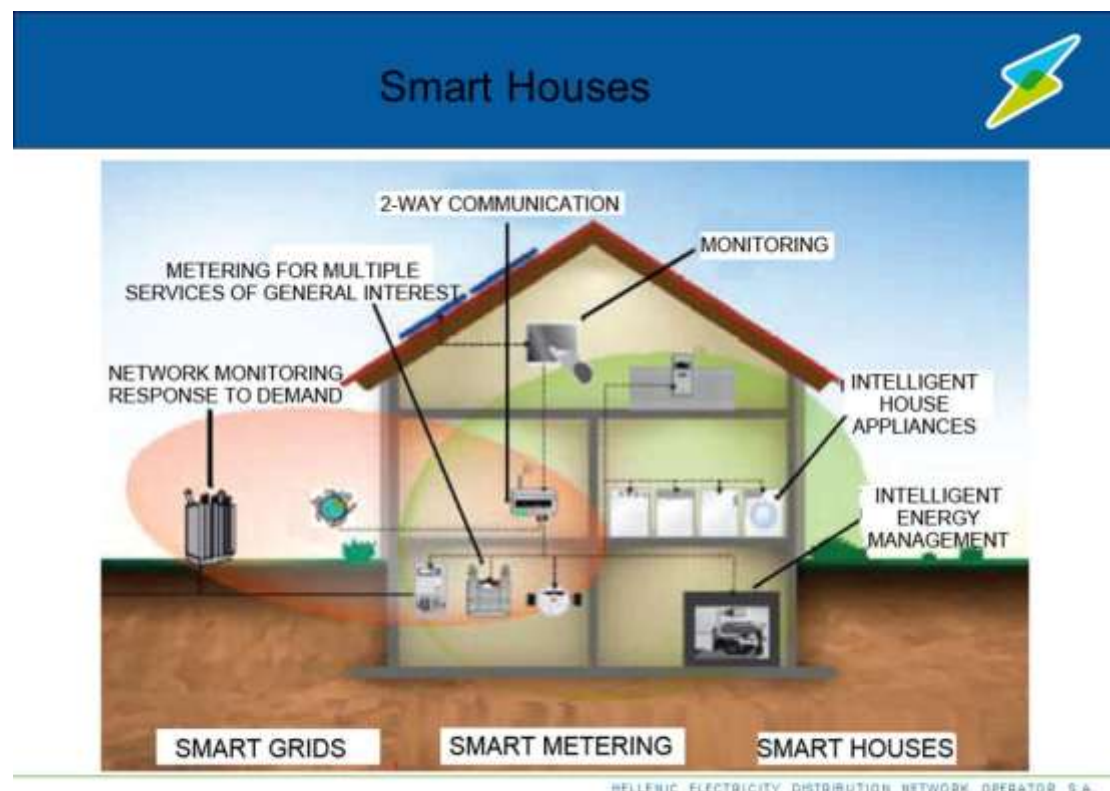 Smart Houses
2-WAY COMMUNICATION
MONITORING
METERING FOR MULTIPLE
SERVICES OF GENERAL INTEREST
NETWORK MONITORING
RESPONSE TO DEMAND
INTELLIGENT
HOUSE
APPLIANCES
INTELLIGENT
ENERGY
MANAGEMENT
SMART GRIDS
SMART METERING
SMART HOUSES
HELLENIC ELECTRICITY DISTRIBUTION NETWORK OPERATOR S.A.